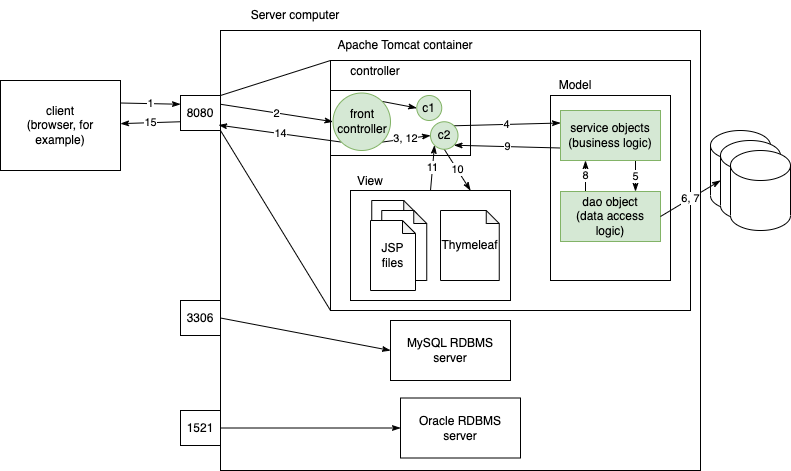 Server computer
Apache Tomcat container
controller
Model
client
(browser, for
example)
1
15
8080
2
14
front
controller
c1
c2
3, 12
4
9
service objects
(business logic)
8
5
dao object
(data access
logic)
6, 7
11
10
View
JSP
files
Thymeleaf
3306
MySQL RDBMS
server
1521
Oracle RDBMS
server